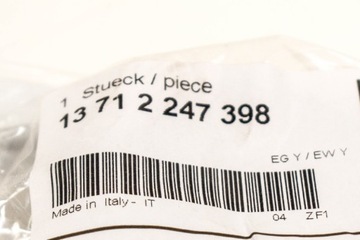 1 Stueck / piece
13 71 2 247 398
EG Y / EW Y
Made in Italy - IT
04 ZF1